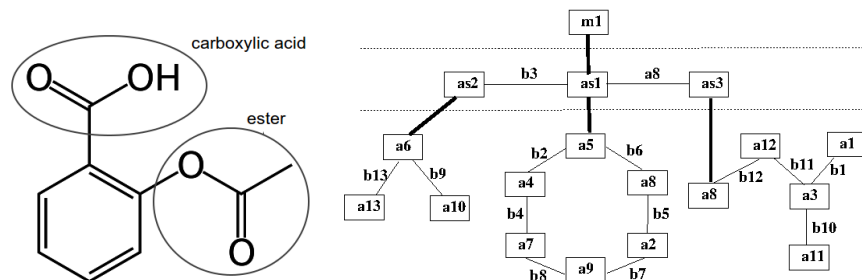 carboxylic acid
O
OH
ester
O
O
m1
as2 b3 as1 a8 as3
a6 a5 a12 a1
b13 b9 b2 b6 b12 b11 b1
a13 a10 a4 a8 a8 a3
b4 b5 b10
a7 a2 a11
b8 a9 b7